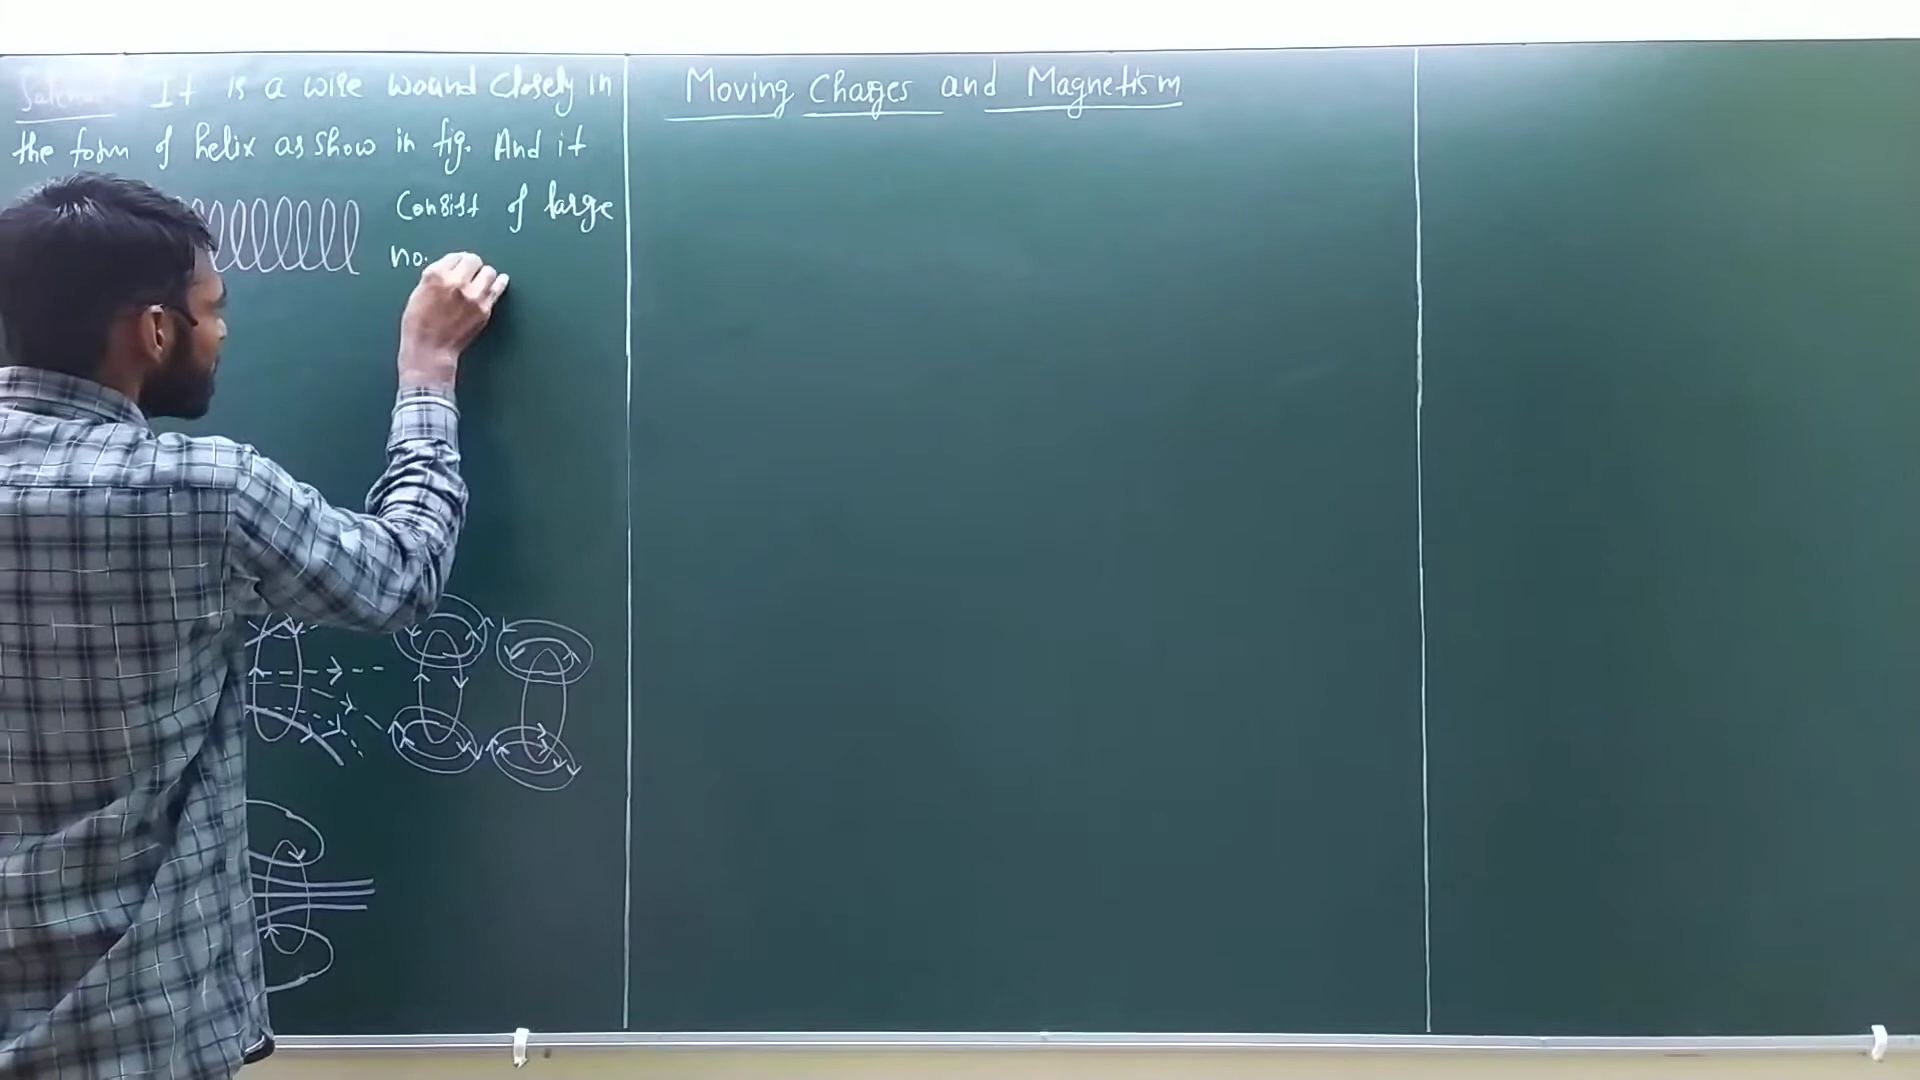 It is a wire wound closely in
the form of helix as show in fig. And it
Consist of large
no.
Moving Charges and Magnetism